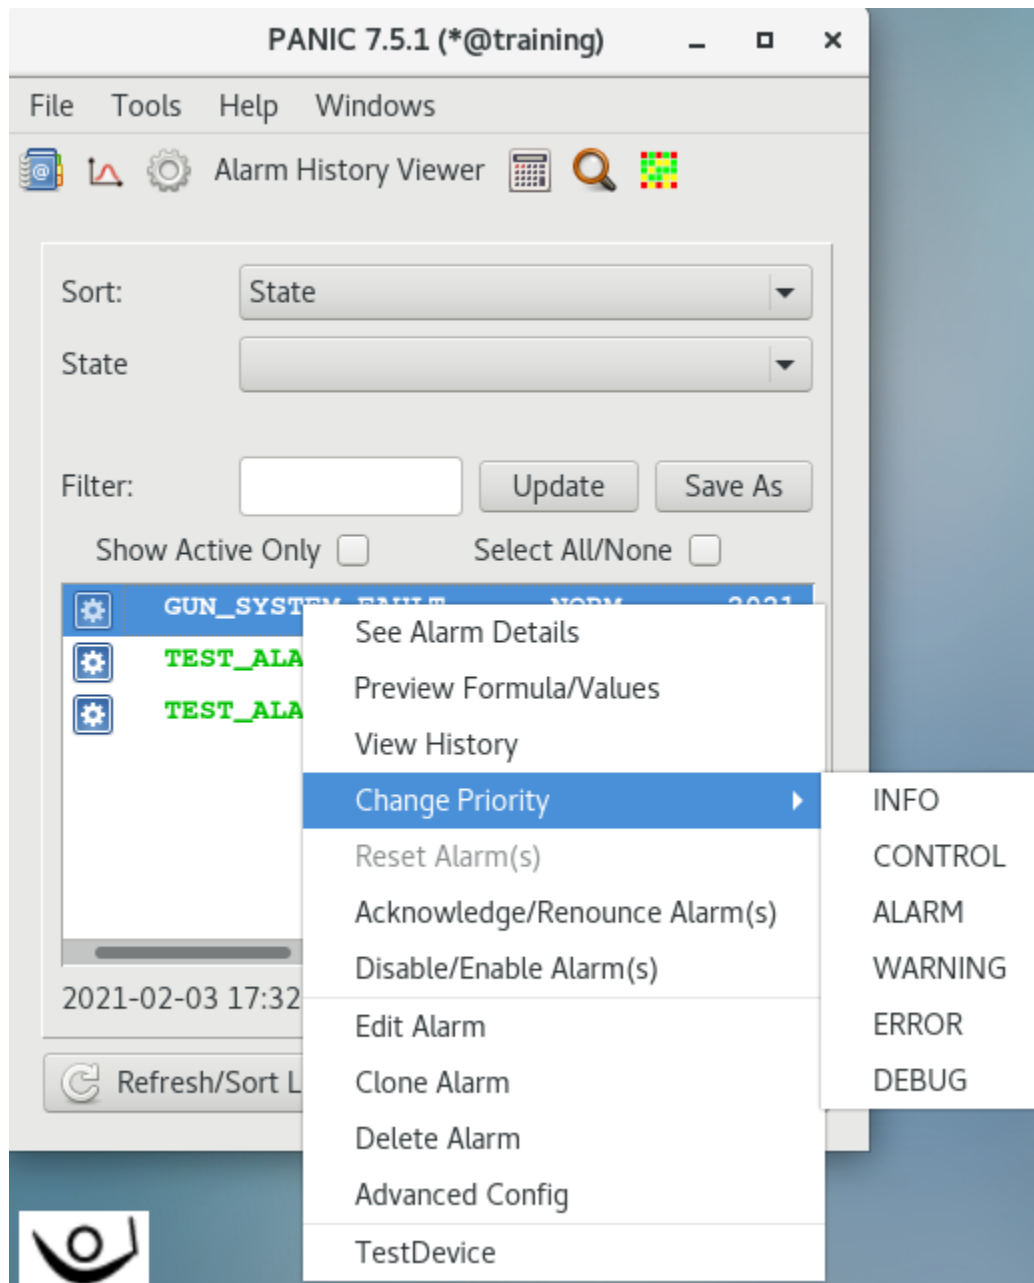 PANIC 7.5.1 (*@training)
File Tools Help Windows
Alarm History Viewer
Sort: State
State
Filter: Update Save As
Show Active Only Select All/None
GUN_SYSTEM_FAULT NORM 2021
TEST_ALA
TEST_ALA
See Alarm Details
Preview Formula/Values
View History
Change Priority
Reset Alarm(s)
Acknowledge/Renounce Alarm(s)
Disable/Enable Alarm(s)
Edit Alarm
Clone Alarm
Delete Alarm
Advanced Config
TestDevice
INFO
CONTROL
ALARM
WARNING
ERROR
DEBUG
2021-02-03 17:32
Refresh/Sort L